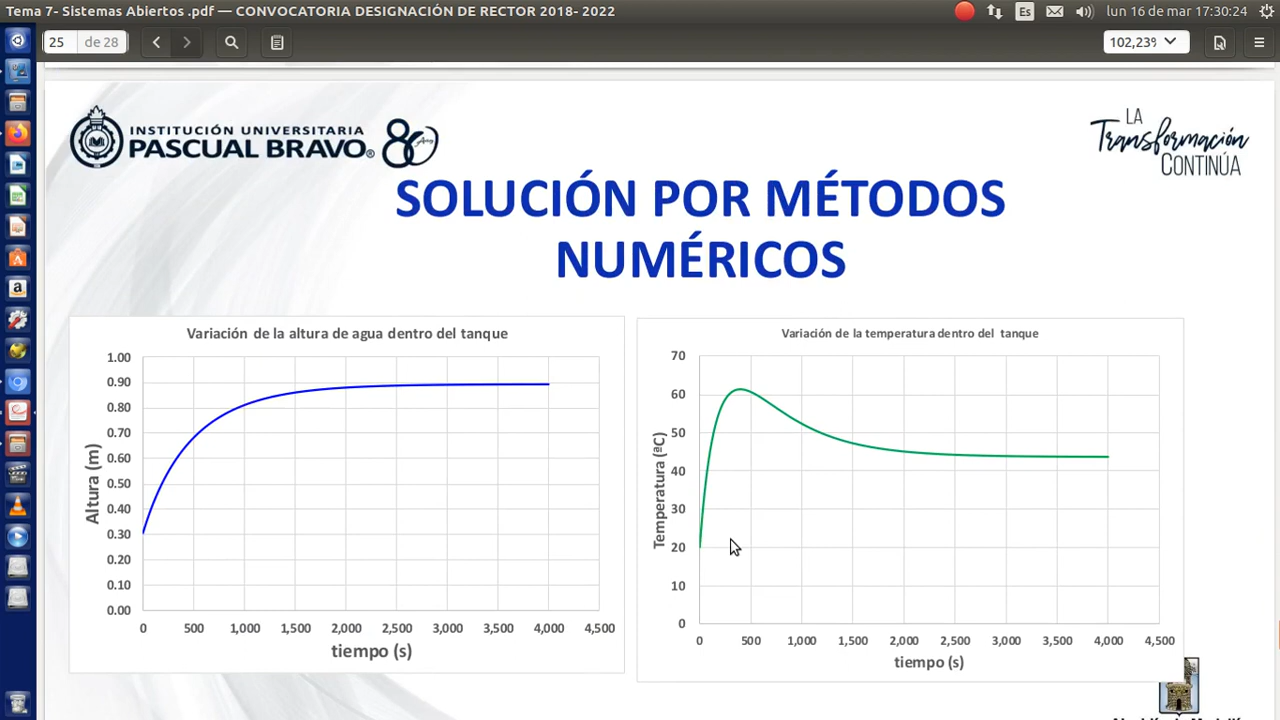 Tema 7- Sistemas Abiertos .pdf — CONVOCATORIA DESIGNACIÓN DE RECTOR 2018- 2022
Es
lun 16 de mar 17:30:24
25 de 28
102,23%
INSTITUCIÓN UNIVERSITARIA
PASCUAL BRAVO®
80 Años
LA
Transformación
CONTINÚA
SOLUCIÓN POR MÉTODOS
NUMÉRICOS
Variación de la altura de agua dentro del tanque
1.00
0.90
0.80
0.70
0.60
0.50
0.40
0.30
0.20
0.10
0.00
Altura (m)
0 500 1,000 1,500 2,000 2,500 3,000 3,500 4,000 4,500
tiempo (s)
Variación de la temperatura dentro del tanque
70
60
50
40
30
20
10
0
Temperatura (ªC)
0 500 1,000 1,500 2,000 2,500 3,000 3,500 4,000 4,500
tiempo (s)